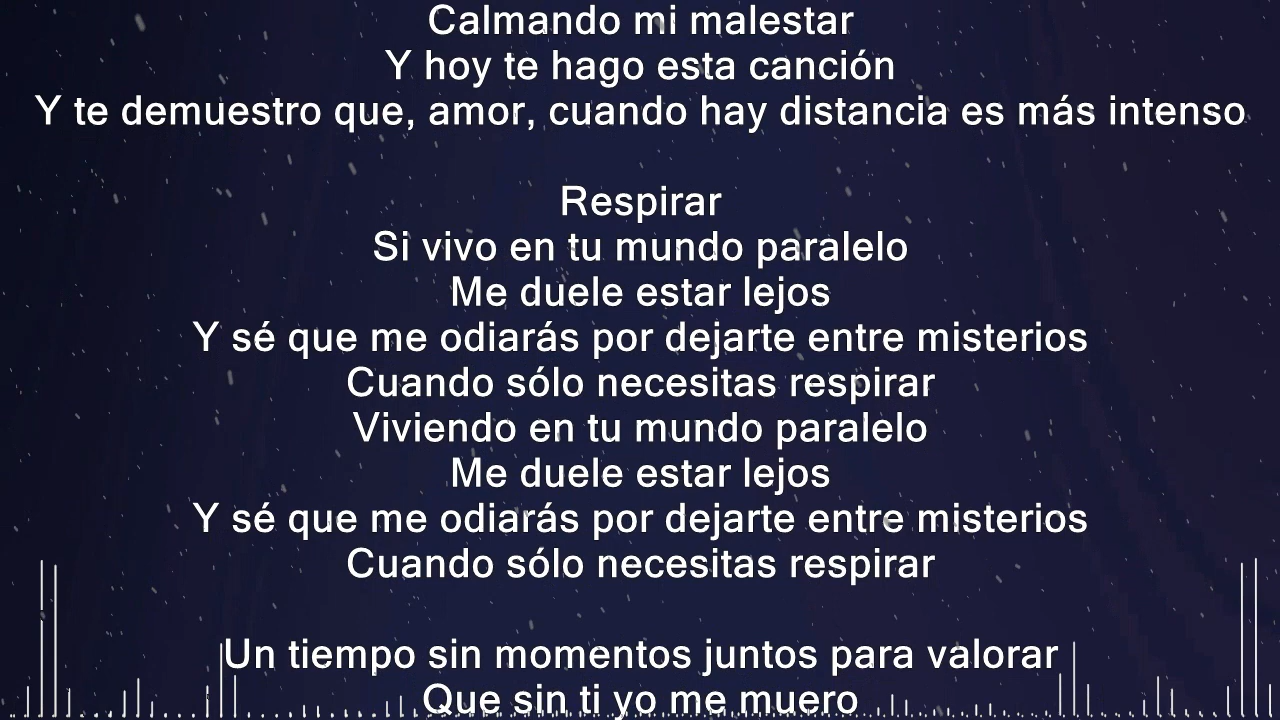 Calmando mi malestar
Y hoy te hago esta canción
Y te demuestro que, amor, cuando hay distancia es más intenso
Respirar
Si vivo en tu mundo paralelo
Me duele estar lejos
Y sé que me odiarás por dejarte entre misterios
Cuando sólo necesitas respirar
Viviendo en tu mundo paralelo
Me duele estar lejos
Y sé que me odiarás por dejarte entre misterios
Cuando sólo necesitas respirar
Un tiempo sin momentos juntos para valorar
Que sin ti yo me muero